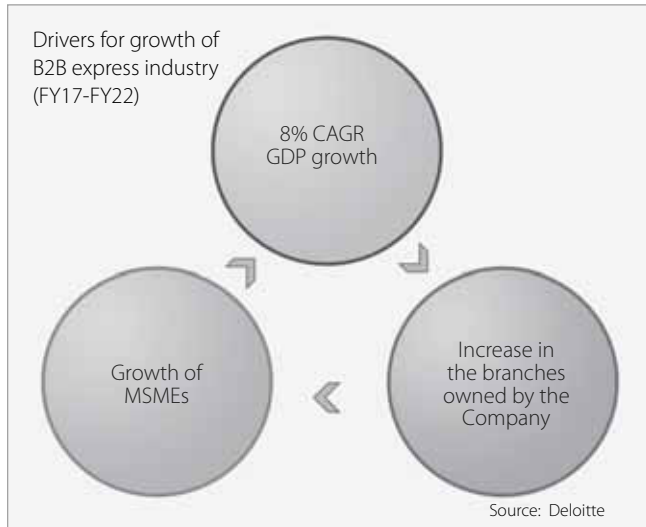 Drivers for growth of
B2B express industry
(FY17-FY22)
8% CAGR
GDP growth
Increase in
the branches
owned by the
Company
Growth of
MSMEs
Source: Deloitte